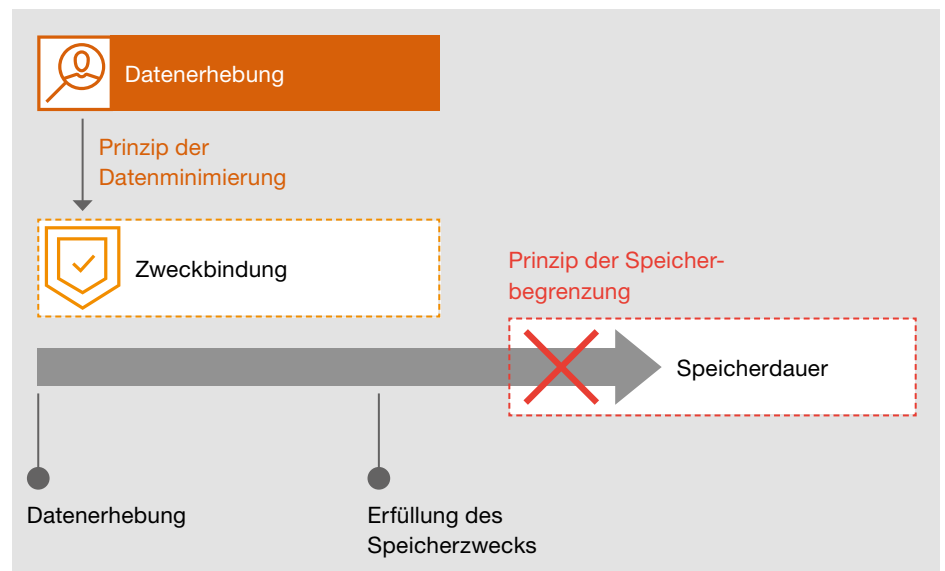 Datenerhebung
Prinzip der
Datenminimierung
Zweckbindung
Prinzip der Speicher-
begrenzung
Speicherdauer
Datenerhebung
Erfüllung des
Speicherzwecks